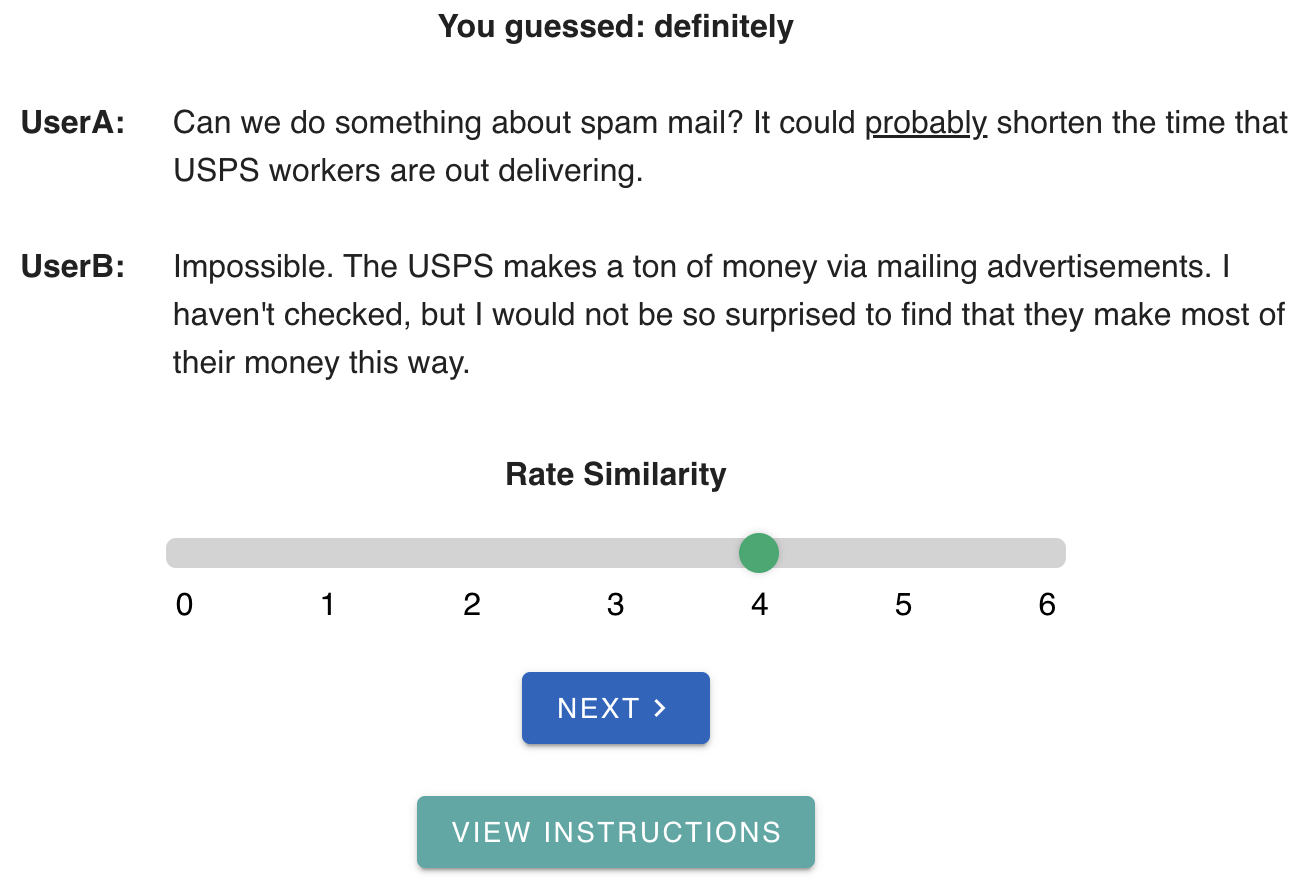 You guessed: definitely
UserA: Can we do something about spam mail? It could probably shorten the time that
USPS workers are out delivering.
UserB: Impossible. The USPS makes a ton of money via mailing advertisements. I
haven't checked, but I would not be so surprised to find that they make most of
their money this way.
Rate Similarity
0 1 2 3 4 5 6
NEXT >
VIEW INSTRUCTIONS